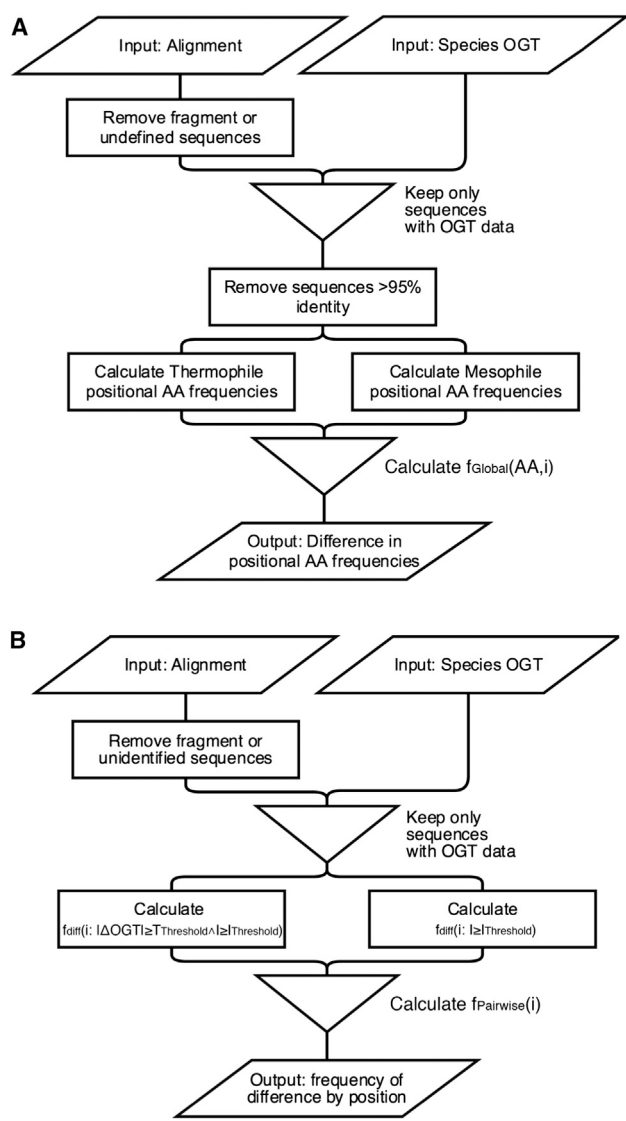 A
Input: Alignment
Input: Species OGT
Remove fragment or
undefined sequences
Keep only
sequences
with OGT data
Remove sequences >95%
identity
Calculate Thermophile
positional AA frequencies
Calculate Mesophile
positional AA frequencies
Calculate fGlobal(AA,i)
Output: Difference in
positional AA frequencies
B
Input: Alignment
Input: Species OGT
Remove fragment or
unidentified sequences
Keep only
sequences
with OGT data
Calculate
fdiff(i: |ΔOGT|≥TThreshold∧I≥IThreshold)
Calculate
fdiff(i: I≥IThreshold)
Calculate fPairwise(i)
Output: frequency of
difference by position